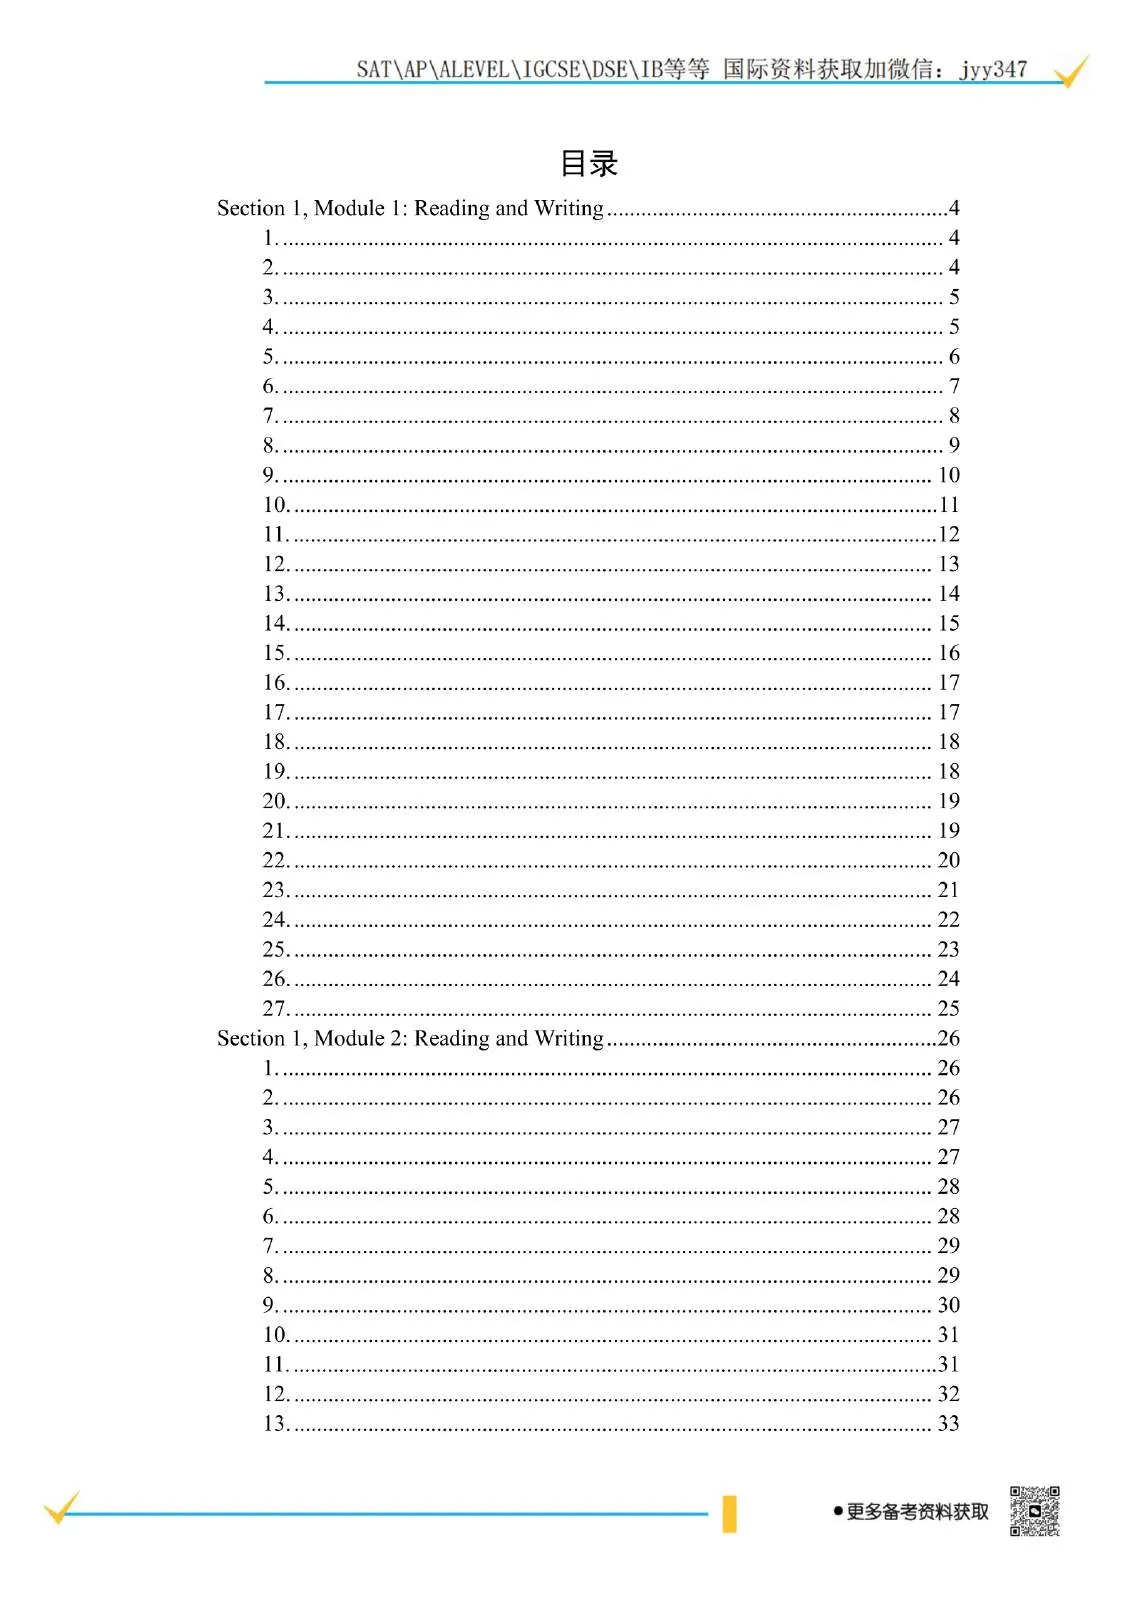 SAT\AP\ALEVEL\IGCSE\DSE\IB等等 国际资料获取加微信：jyy347
目录
Section 1, Module 1: Reading and Writing............................................................4
1. .................................................................................................................... 4
2. .................................................................................................................... 4
3. .................................................................................................................... 5
4. .................................................................................................................... 5
5. .................................................................................................................... 6
6. .................................................................................................................... 7
7. .................................................................................................................... 8
8. .................................................................................................................... 9
9. .................................................................................................................. 10
10. .................................................................................................................11
11. .................................................................................................................12
12. ................................................................................................................ 13
13. ................................................................................................................ 14
14. ................................................................................................................ 15
15. ................................................................................................................ 16
16. ................................................................................................................ 17
17. ................................................................................................................ 17
18. ................................................................................................................ 18
19. ................................................................................................................ 18
20. ................................................................................................................ 19
21. ................................................................................................................ 19
22. ................................................................................................................ 20
23. ................................................................................................................ 21
24. ................................................................................................................ 22
25. ................................................................................................................ 23
26. ................................................................................................................ 24
27. ................................................................................................................ 25
Section 1, Module 2: Reading and Writing..........................................................26
1. .................................................................................................................. 26
2. .................................................................................................................. 26
3. .................................................................................................................. 27
4. .................................................................................................................. 27
5. .................................................................................................................. 28
6. .................................................................................................................. 28
7. .................................................................................................................. 29
8. .................................................................................................................. 29
9. .................................................................................................................. 30
10. ................................................................................................................ 31
11. .................................................................................................................31
12. ................................................................................................................ 32
13. ................................................................................................................ 33
●更多备考资料获取